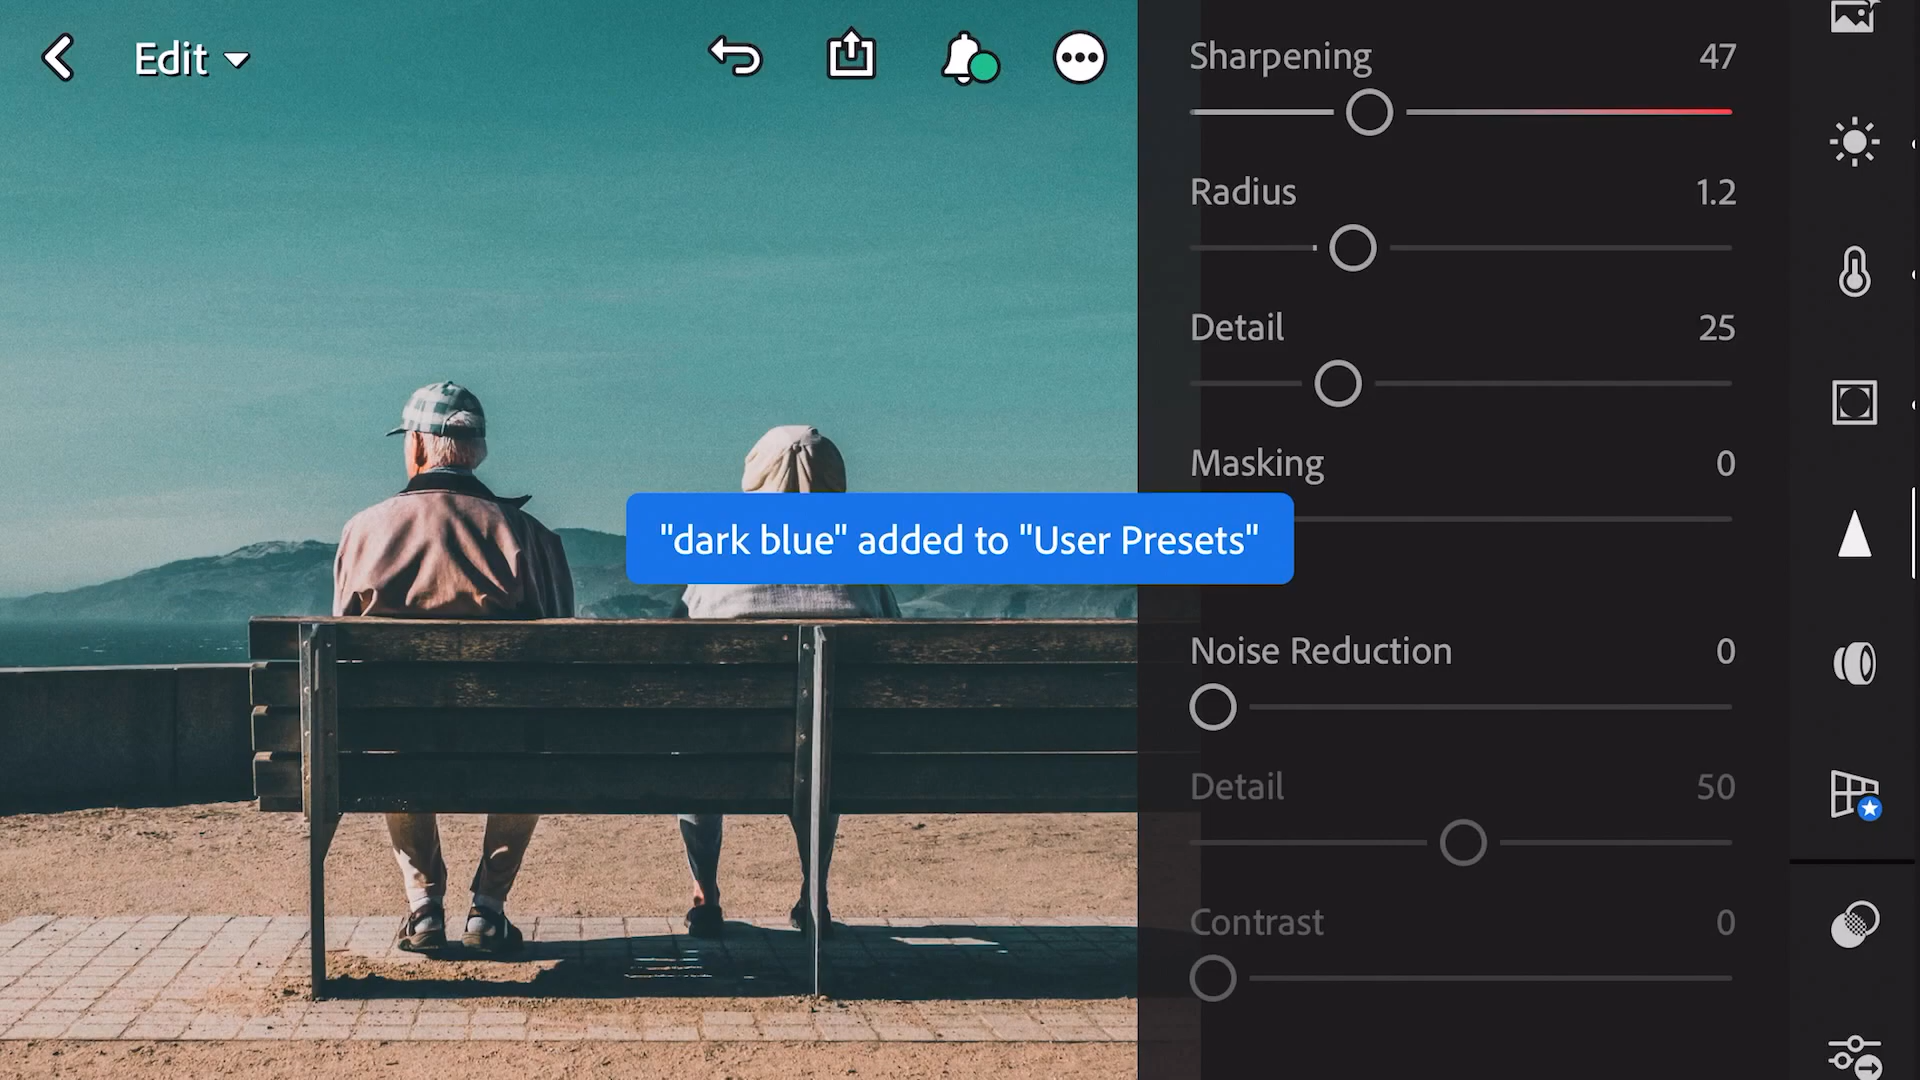 Edit
Sharpening 47
Radius 1.2
Detail 25
Masking 0
"dark blue" added to "User Presets"
Noise Reduction 0
Detail 50
Contrast 0